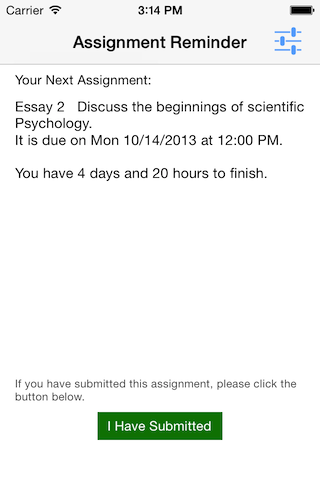 Carrier 3:14 PM
Assignment Reminder
Your Next Assignment:
Essay 2   Discuss the beginnings of scientific
Psychology.
It is due on Mon 10/14/2013 at 12:00 PM.
You have 4 days and 20 hours to finish.
If you have submitted this assignment, please click the
button below.
I Have Submitted